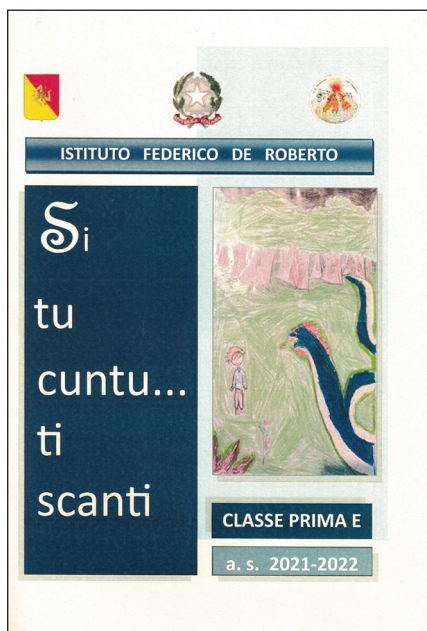 ISTITUTO FEDERICO DE ROBERTO
Si
tu
cuntu...
ti
scanti
CLASSE PRIMA E
a. s. 2021-2022